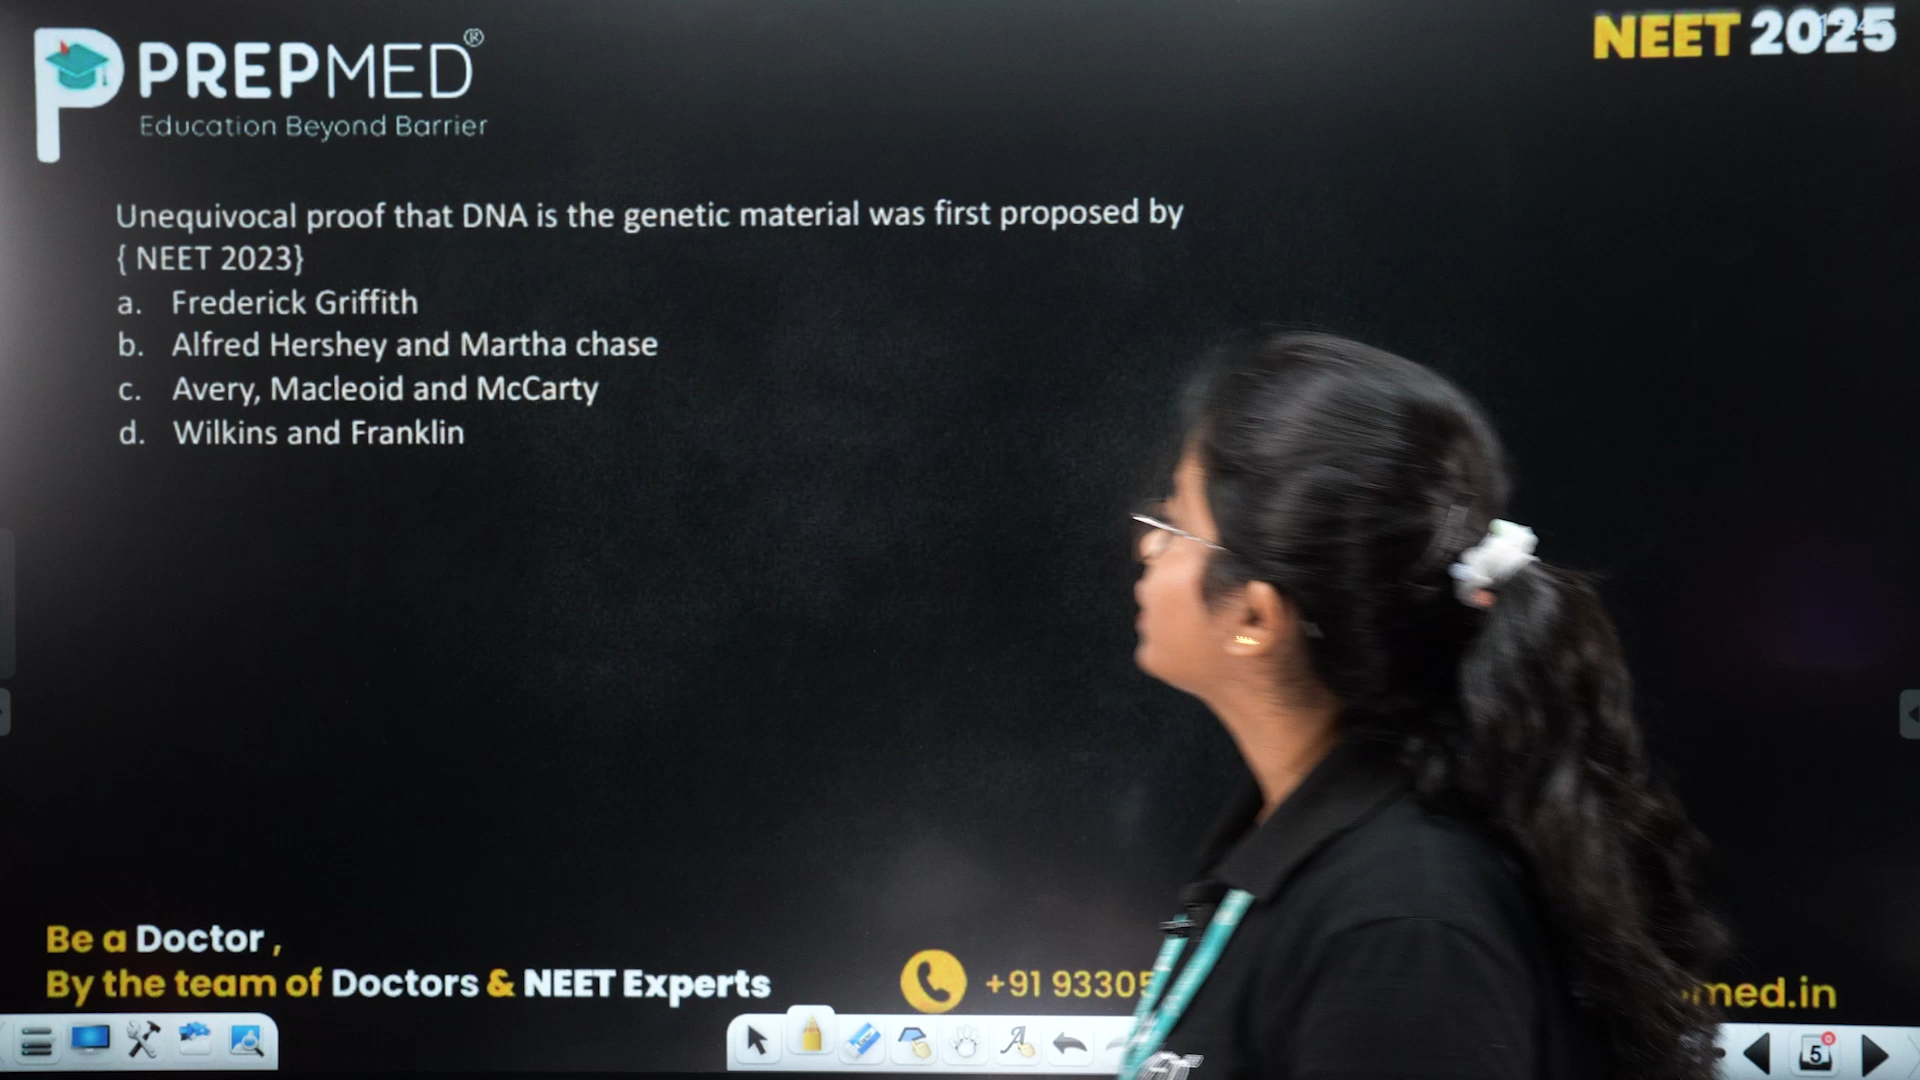 PREPMED®
Education Beyond Barrier
NEET 2025
Unequivocal proof that DNA is the genetic material was first proposed by
{ NEET 2023}
a. Frederick Griffith
b. Alfred Hershey and Martha chase
c. Avery, Macleoid and McCarty
d. Wilkins and Franklin
Be a Doctor ,
By the team of Doctors & NEET Experts
+91 9330
med.in
5